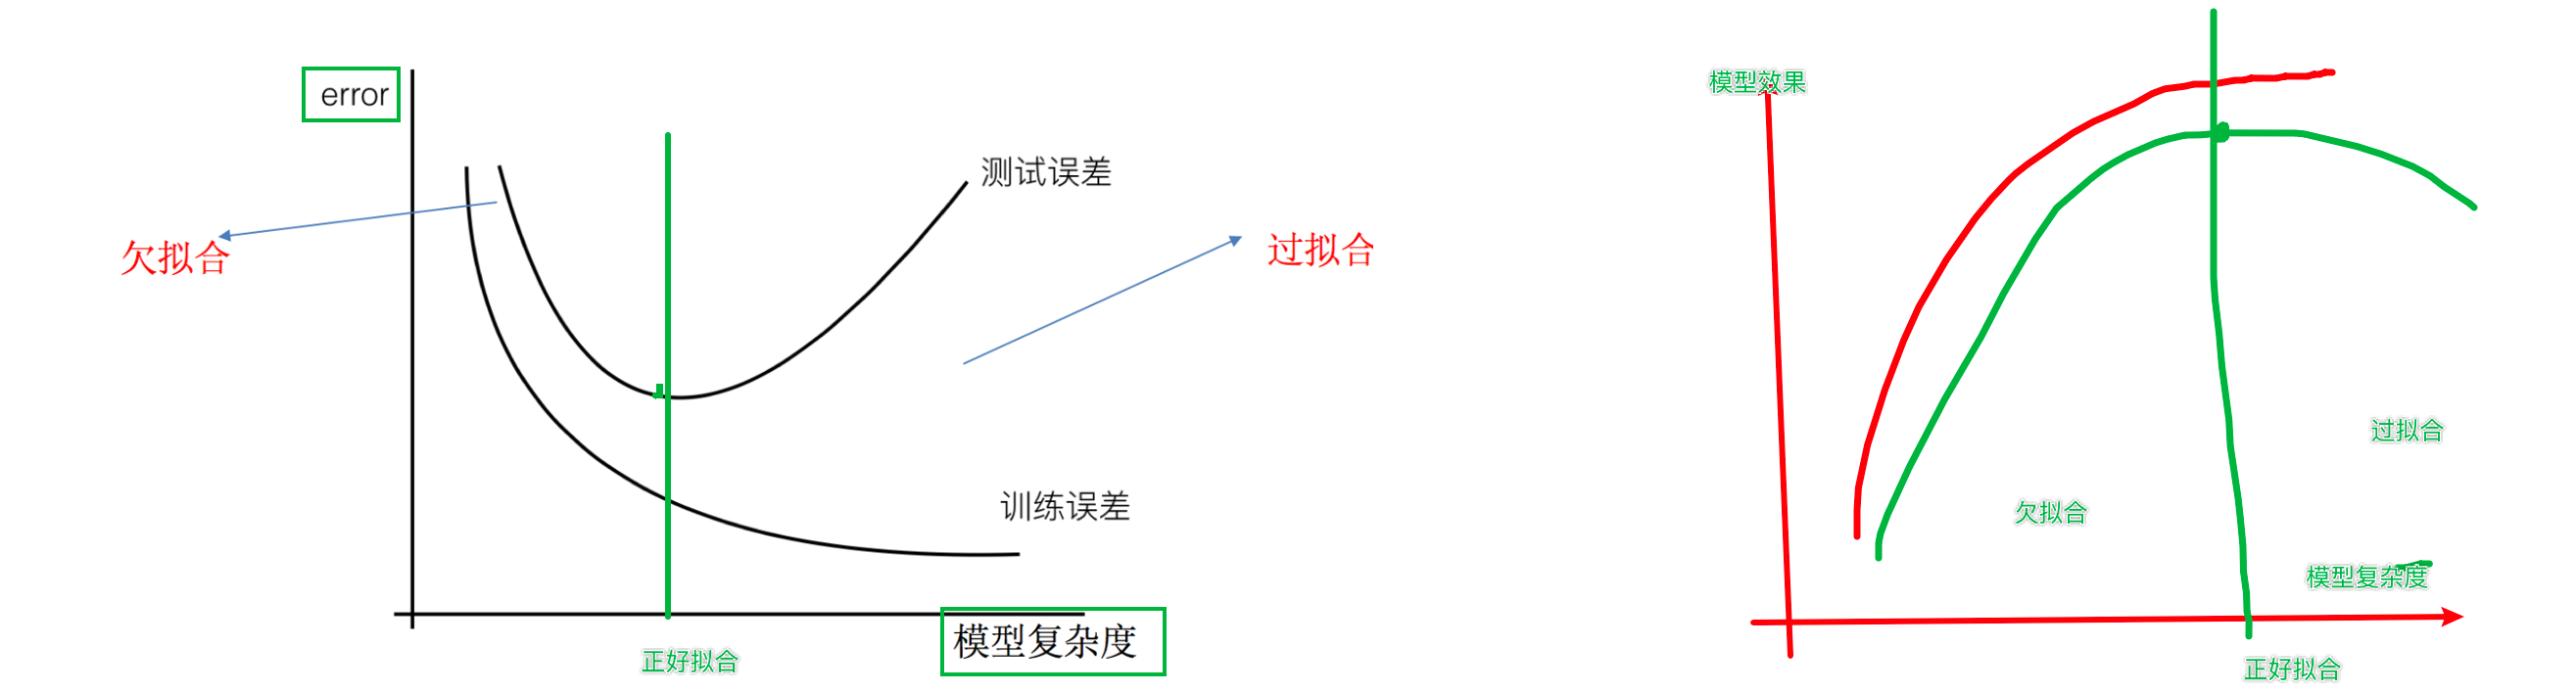 error
测试误差
欠拟合
过拟合
训练误差
模型复杂度
正好拟合
模型效果
过拟合
欠拟合
模型复杂度
正好拟合